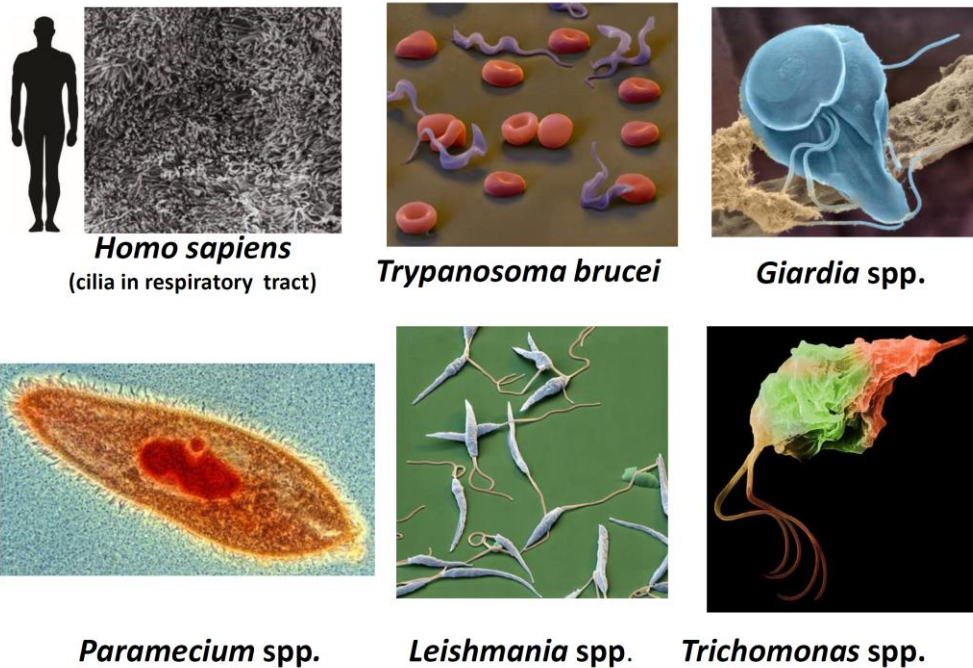 Homo sapiens
(cilia in respiratory tract)
Trypanosoma brucei
Giardia spp.
Paramecium spp.
Leishmania spp.
Trichomonas spp.